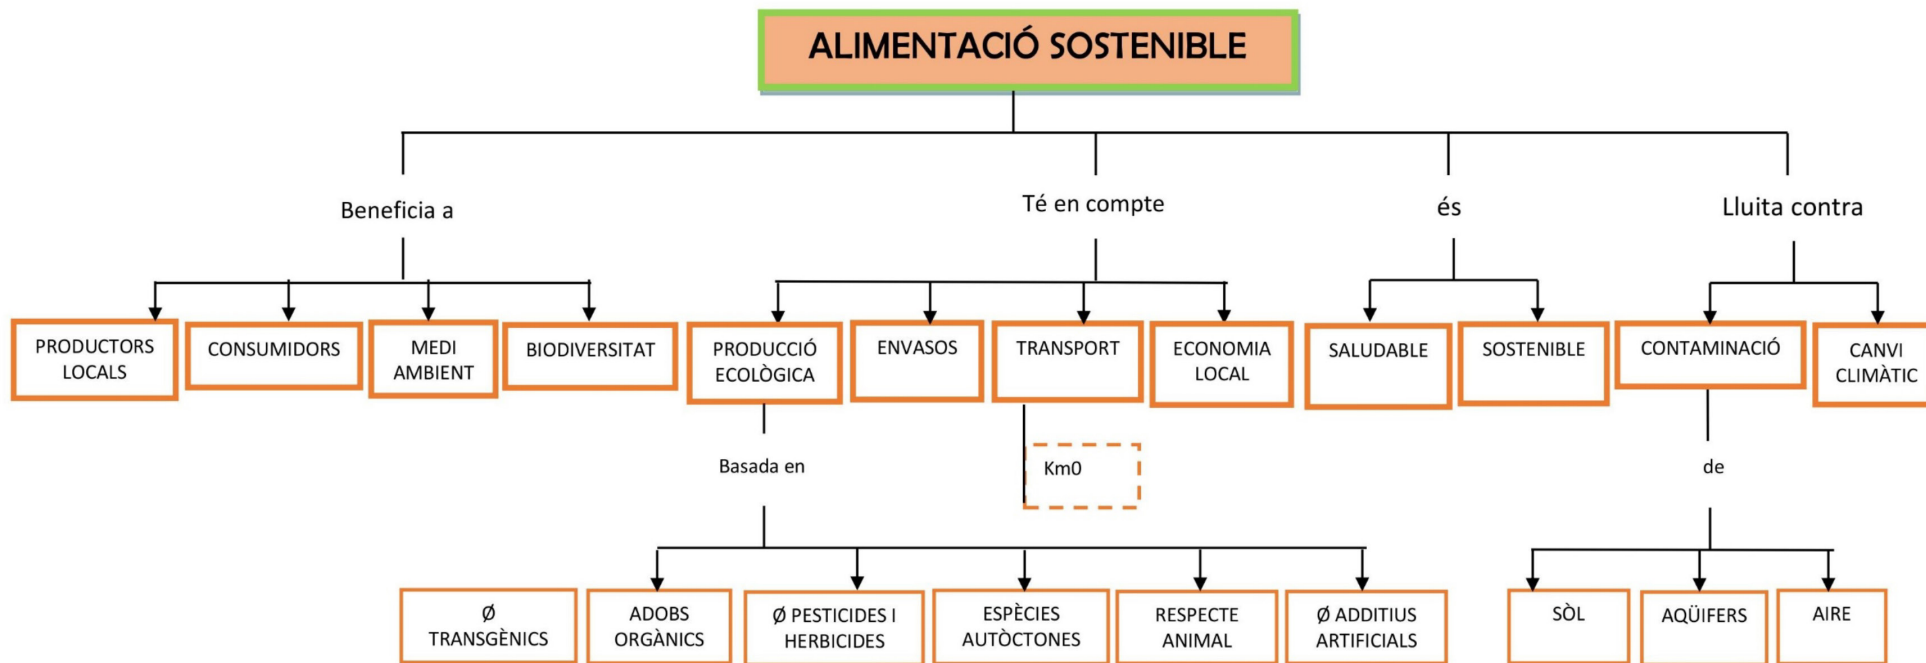 ALIMENTACIÓ SOSTENIBLE
Beneficia a
Té en compte
és
Lluita contra
PRODUCTORS
LOCALS
CONSUMIDORS
MEDI
AMBIENT
BIODIVERSITAT
PRODUCCIÓ
ECOLÒGICA
ENVASOS
TRANSPORT
ECONOMIA
LOCAL
SALUDABLE
SOSTENIBLE
CONTAMINACIÓ
CANVI
CLIMÀTIC
Basada en
Km0
de
Ø
TRANSGÈNICS
ADOBS
ORGÀNICS
Ø PESTICIDES I
HERBICIDES
ESPÈCIES
AUTÒCTONES
RESPECTE
ANIMAL
Ø ADDITIUS
ARTIFICIALS
SÒL
AQÜIFERS
AIRE